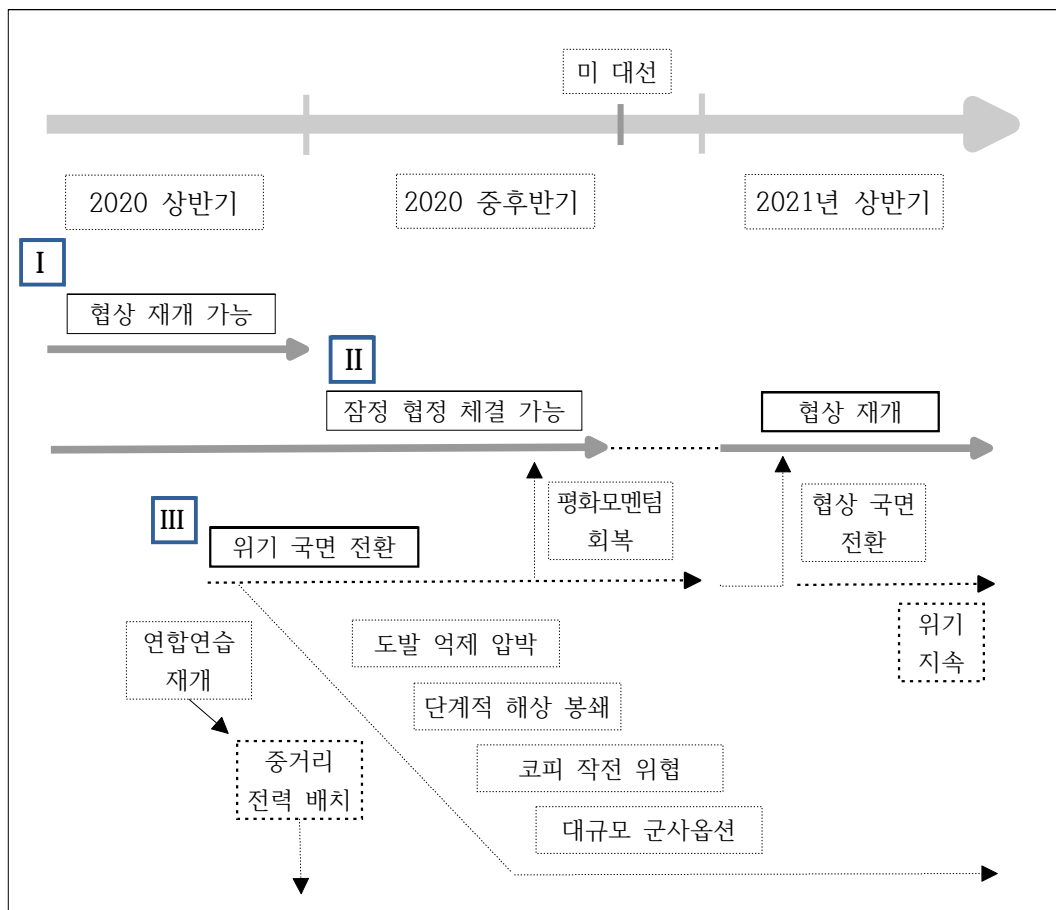 미 대선
2020 상반기
2020 중후반기
2021년 상반기
Ⅰ
협상 재개 가능
Ⅱ
잠정 협정 체결 가능
협상 재개
Ⅲ
위기 국면 전환
평화모멘텀
회복
협상 국면
전환
연합연습
재개
도발 억제 압박
위기
지속
단계적 해상 봉쇄
중거리
전력 배치
코피 작전 위협
대규모 군사옵션